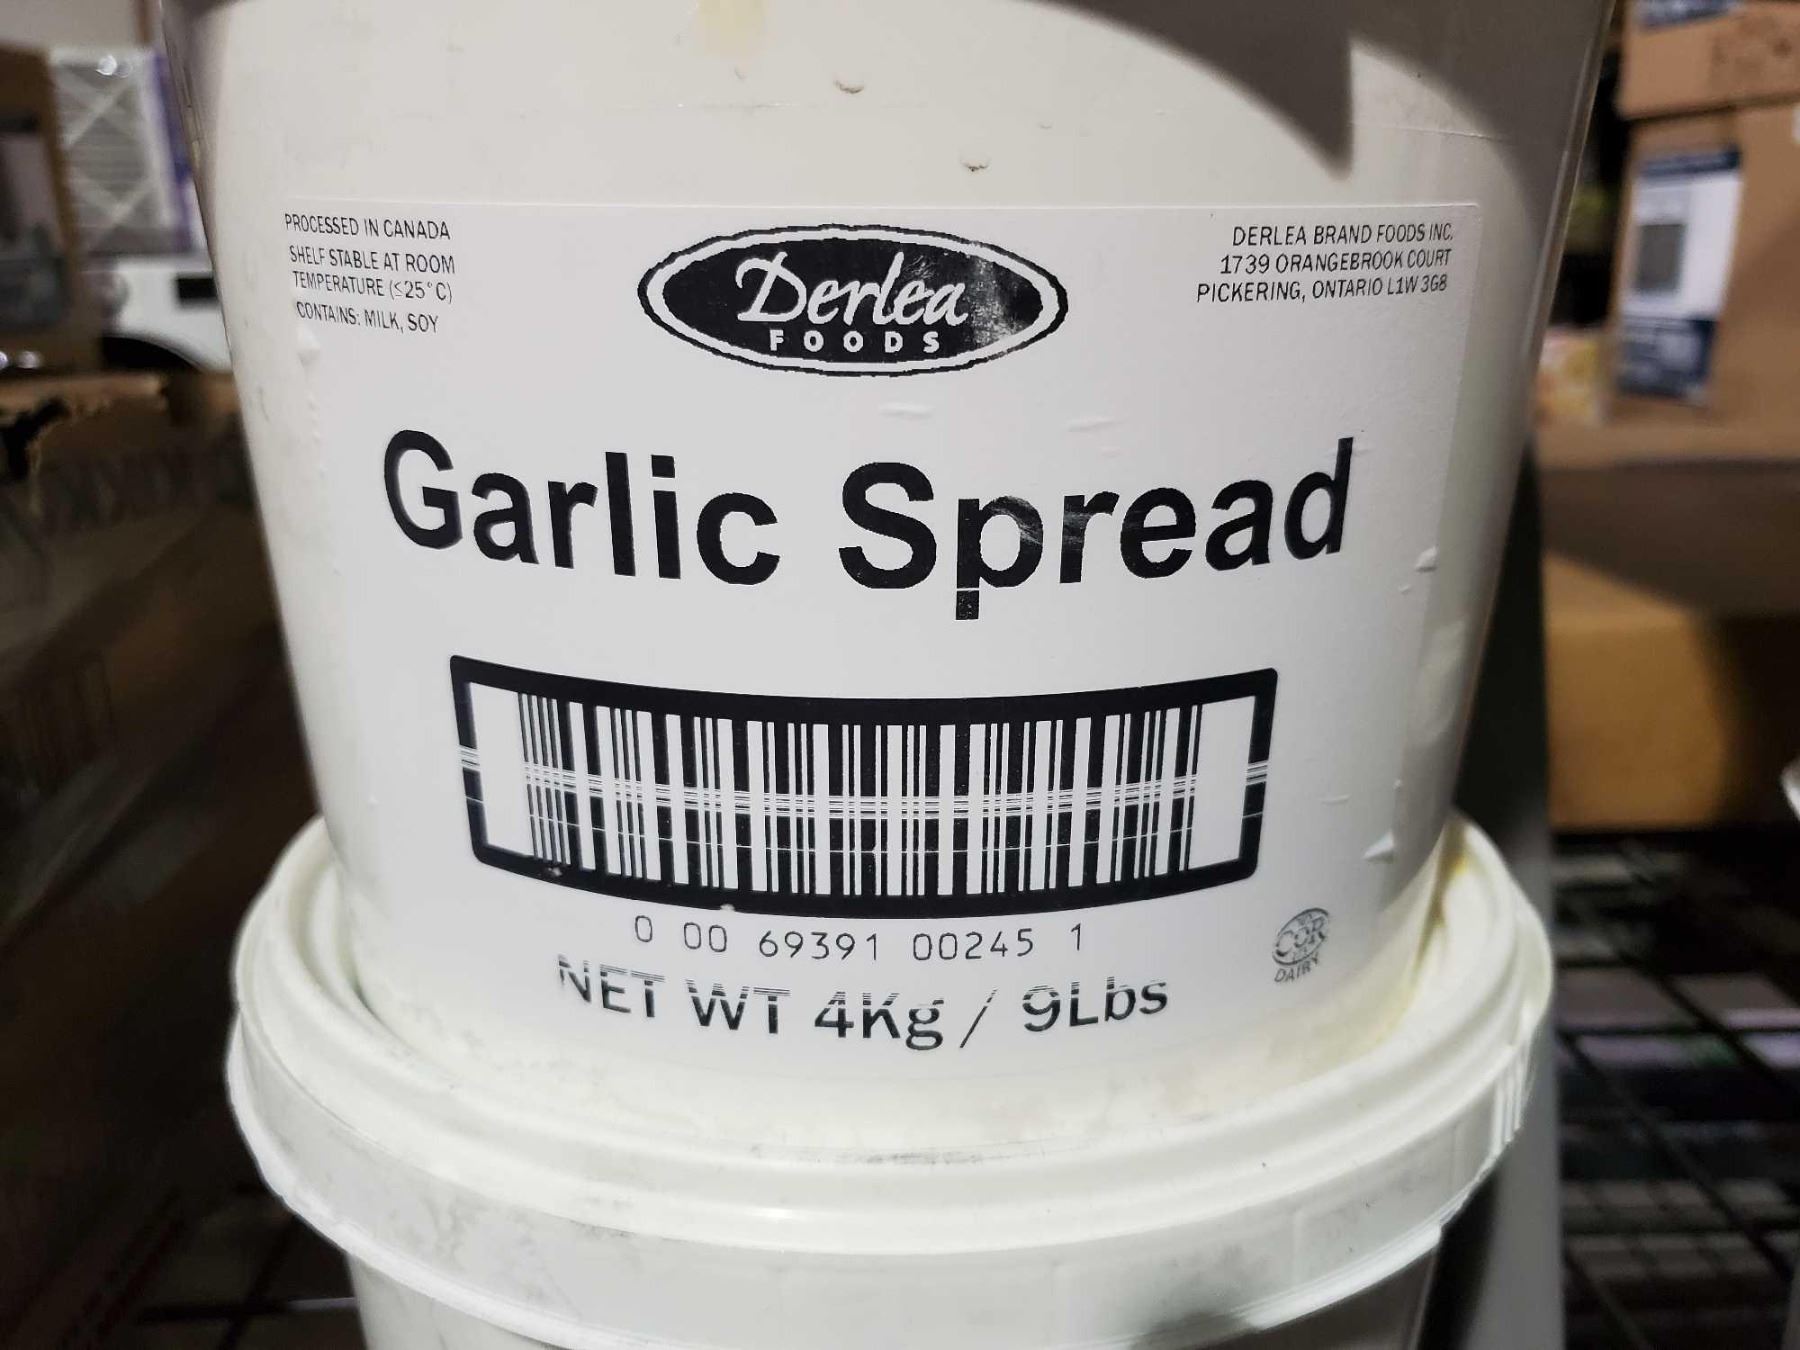 PROCESSED IN CANADA
SHELF STABLE AT ROOM
TEMPERATURE (≤25°C)
CONTAINS: MILK, SOY
Derlea
FOODS
DERLEA BRAND FOODS INC.
1739 ORANGEBROOK COURT
PICKERING, ONTARIO L1W 3G8
Garlic Spread
0 00 69391 00245 1
NET WT 4Kg / 9Lbs
COR
DAIRY